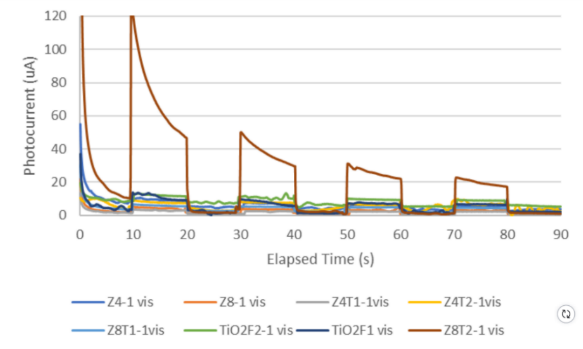 120
100
80
60
40
20
0
Photocurrent (uA)
0 10 20 30 40 50 60 70 80 90
Elapsed Time (s)
Z4-1 vis Z8-1 vis Z4T1-1vis Z4T2-1vis
Z8T1-1vis TiO2F2-1 vis TiO2F1 vis Z8T2-1 vis